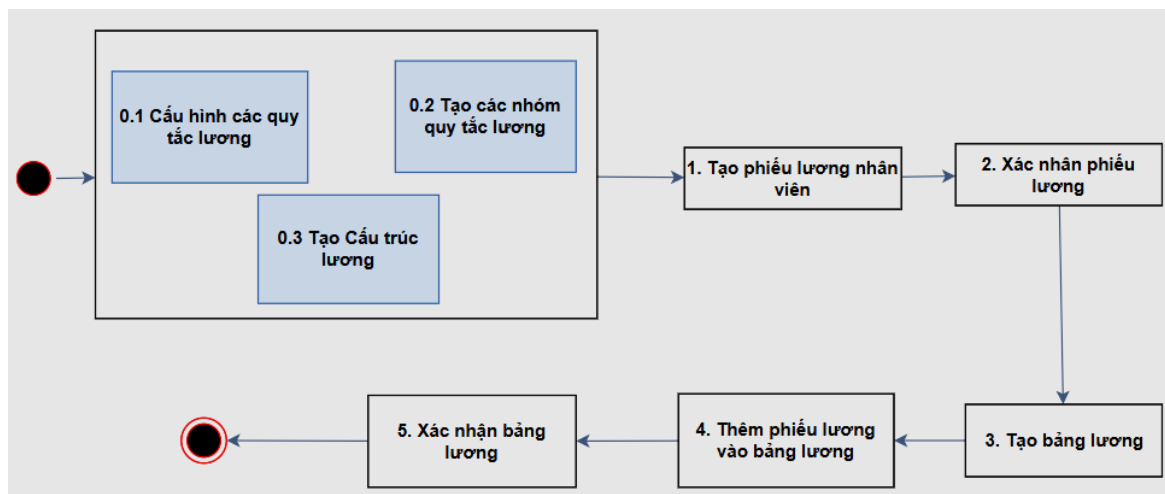 0.1 Cấu hình các quy
tắc lương
0.2 Tạo các nhóm
quy tắc lương
0.3 Tạo Cấu trúc
lương
1. Tạo phiếu lương nhân
viên
2. Xác nhân phiếu
lương
3. Tạo bảng lương
4. Thêm phiếu lương
vào bảng lương
5. Xác nhận bảng
lương